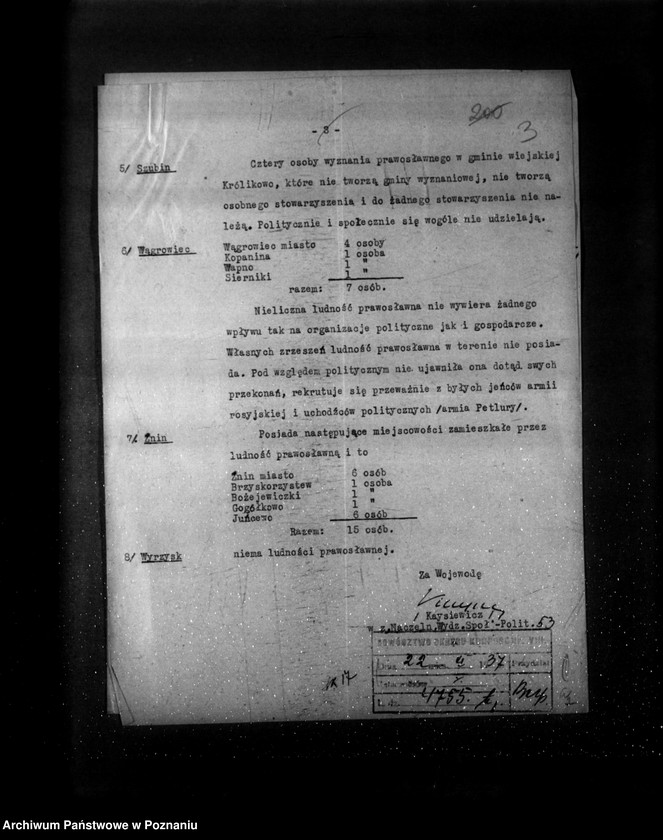 200
- 3 -
3
5/ Szubin Cztery osoby wyznania prawosławnego w gminie wiejskiej
Królikowo, które nie tworzą gminy wyznaniowej, nie tworzą
osobnego stowarzyszenia i do żadnego stowarzyszenia nie na-
leżą. Politycznie i społecznie się wogóle nie udzielają.
6/ Wągrowiec Wągrowiec miasto 4 osoby
Kopanina 1 osoba
Wapno 1 "
Sierniki 1 "
razem: 7 osób.
Nieliczna ludność prawosławna nie wywiera żadnego
wpływu tak na organizacje polityczne jak i gospodarcze.
Własnych zrzeszeń ludność prawosławna w terenie nie posia-
da. Pod względem politycznym nie ujawniła ona dotąd swych
przekonań, rekrutuje się przeważnie z byłych jeńców armii
rosyjskiej i uchodźców politycznych /armia Petlury/.
7/ Żnin Posiada następujące miejscowości zamieszkałe przez
ludność prawosławną i to
Żnin miasto 6 osób
Brzyskorzystew 1 osoba
Bożejewiczki 1 "
Gogółkowo 1 "
Juncewo 6 osób
Razem: 15 osób.
8/ Wyrzysk niema ludności prawosławnej.
Za Wojewodę
/ Kaysiewicz /
w z. Naczeln. Wydz. Społ.-Polit. 53
22 37
4785
17
Archiwum Państwowe w Poznaniu